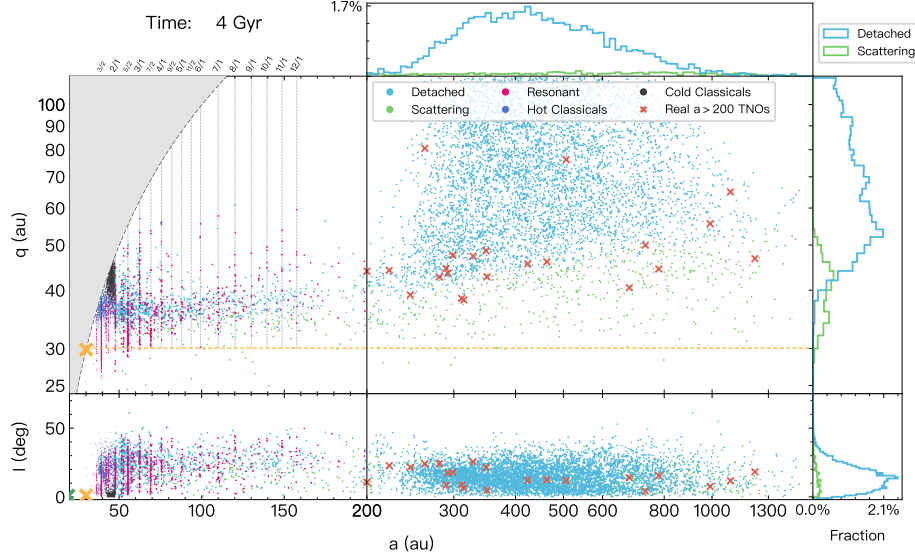 Time: 4 Gyr
1.7%
Detached
Scattering
3/2 2/1 5/2 3/1 7/2 4/1 9/2 5/1 11/2 6/1 7/1 8/1 9/1 10/1 11/1 12/1
Detached Resonant Cold Classicals
Scattering Hot Classicals Real a > 200 TNOs
q (au)
100
90
80
70
60
50
40
30
25
I (deg)
50
0
50 100 150 200 200 300 400 500 600 800 1000 1300
0.0% 2.1%
a (au)
Fraction